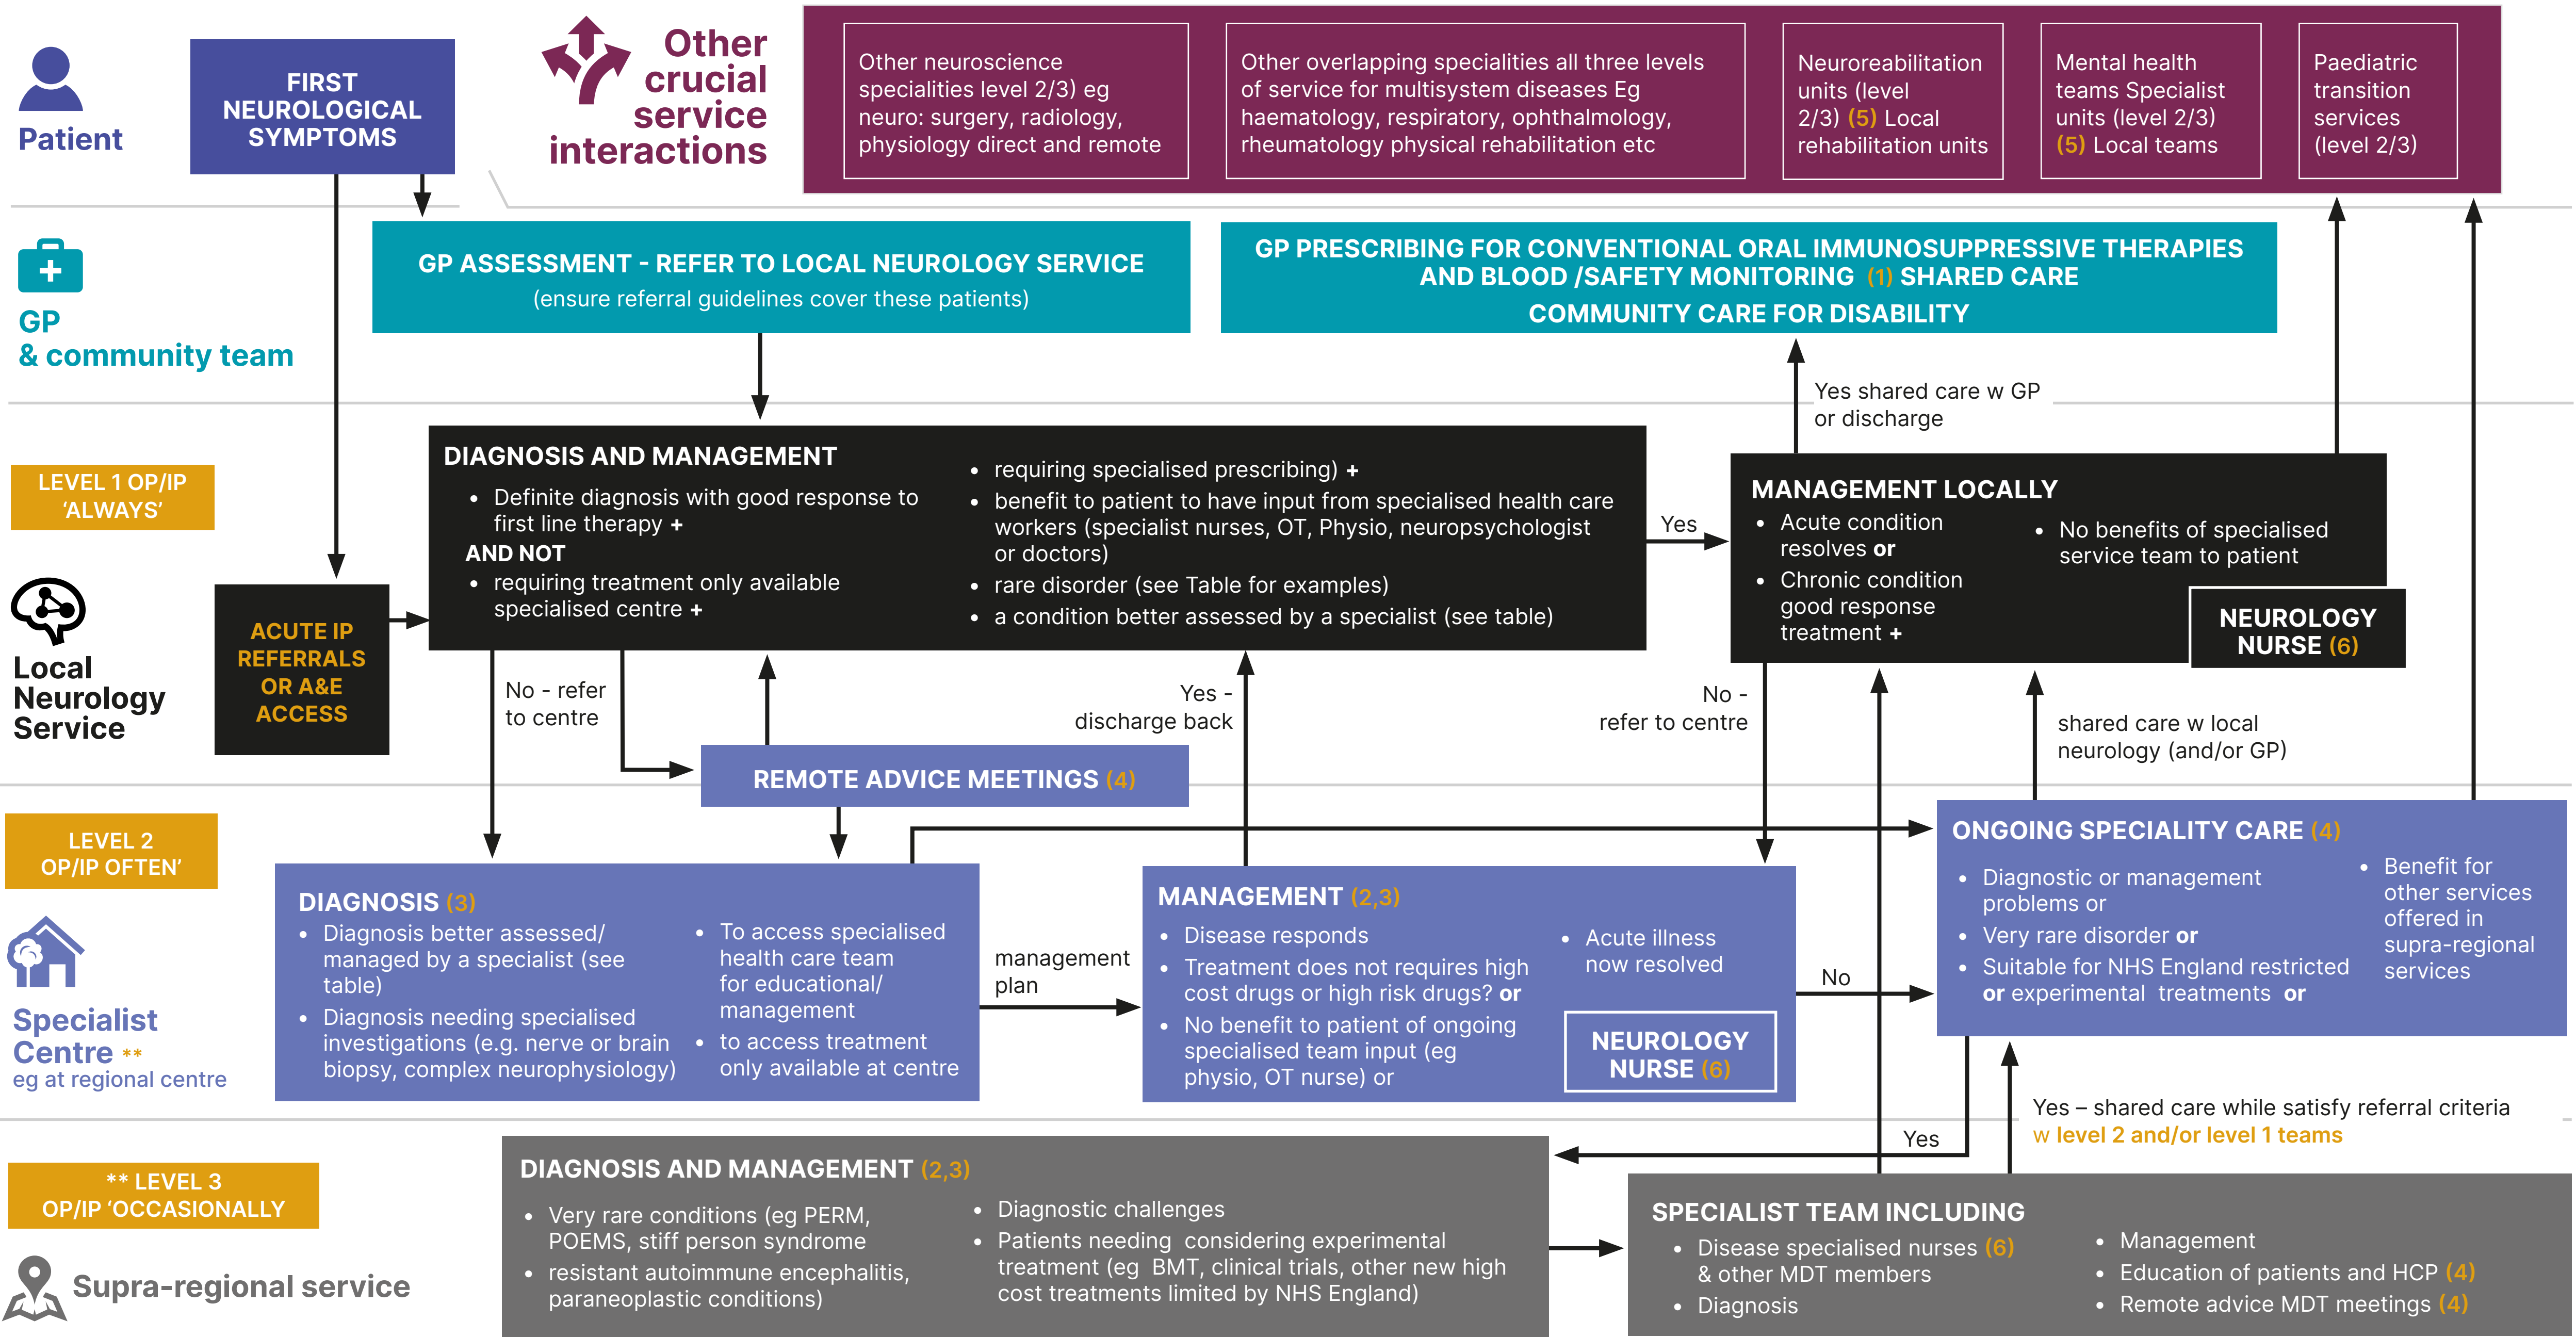 Patient
FIRST
NEUROLOGICAL
SYMPTOMS
Other
crucial
service
interactions
Other neuroscience
specialities level 2/3) eg
neuro: surgery, radiology,
physiology direct and remote
Other overlapping specialities all three levels
of service for multisystem diseases Eg
haematology, respiratory, ophthalmology,
rheumatology physical rehabilitation etc
Neuroreabilitation
units (level
2/3) (5) Local
rehabilitation units
Mental health
teams Specialist
units (level 2/3)
(5) Local teams
Paediatric
transition
services
(level 2/3)
GP
& community team
GP ASSESSMENT - REFER TO LOCAL NEUROLOGY SERVICE
(ensure referral guidelines cover these patients)
GP PRESCRIBING FOR CONVENTIONAL ORAL IMMUNOSUPPRESSIVE THERAPIES
AND BLOOD /SAFETY MONITORING (1) SHARED CARE
COMMUNITY CARE FOR DISABILITY
Yes shared care w GP
or discharge
LEVEL 1 OP/IP
‘ALWAYS’
Local
Neurology
Service
ACUTE IP
REFERRALS
OR A&E
ACCESS
DIAGNOSIS AND MANAGEMENT
• Definite diagnosis with good response to
first line therapy +
AND NOT
• requiring treatment only available
specialised centre +
• requiring specialised prescribing) +
• benefit to patient to have input from specialised health care
workers (specialist nurses, OT, Physio, neuropsychologist
or doctors)
• rare disorder (see Table for examples)
• a condition better assessed by a specialist (see table)
Yes
MANAGEMENT LOCALLY
• Acute condition
resolves or
• Chronic condition
good response
treatment +
• No benefits of specialised
service team to patient
NEUROLOGY
NURSE (6)
No - refer
to centre
Yes -
discharge back
No -
refer to centre
shared care w local
neurology (and/or GP)
REMOTE ADVICE MEETINGS (4)
LEVEL 2
OP/IP OFTEN’
Specialist
Centre **
eg at regional centre
DIAGNOSIS (3)
• Diagnosis better assessed/
managed by a specialist (see
table)
• Diagnosis needing specialised
investigations (e.g. nerve or brain
biopsy, complex neurophysiology)
• To access specialised
health care team
for educational/
management
• to access treatment
only available at centre
management
plan
MANAGEMENT (2,3)
• Disease responds
• Treatment does not requires high
cost drugs or high risk drugs? or
• No benefit to patient of ongoing
specialised team input (eg
physio, OT nurse) or
• Acute illness
now resolved
NEUROLOGY
NURSE (6)
No
ONGOING SPECIALITY CARE (4)
• Diagnostic or management
problems or
• Very rare disorder or
• Suitable for NHS England restricted
or experimental treatments or
• Benefit for
other services
offered in
supra-regional
services
Yes
Yes – shared care while satisfy referral criteria
w level 2 and/or level 1 teams
** LEVEL 3
OP/IP ‘OCCASIONALLY
Supra-regional service
DIAGNOSIS AND MANAGEMENT (2,3)
• Very rare conditions (eg PERM,
POEMS, stiff person syndrome
• resistant autoimmune encephalitis,
paraneoplastic conditions)
• Diagnostic challenges
• Patients needing considering experimental
treatment (eg BMT, clinical trials, other new high
cost treatments limited by NHS England)
SPECIALIST TEAM INCLUDING
• Disease specialised nurses (6)
& other MDT members
• Diagnosis
• Management
• Education of patients and HCP (4)
• Remote advice MDT meetings (4)